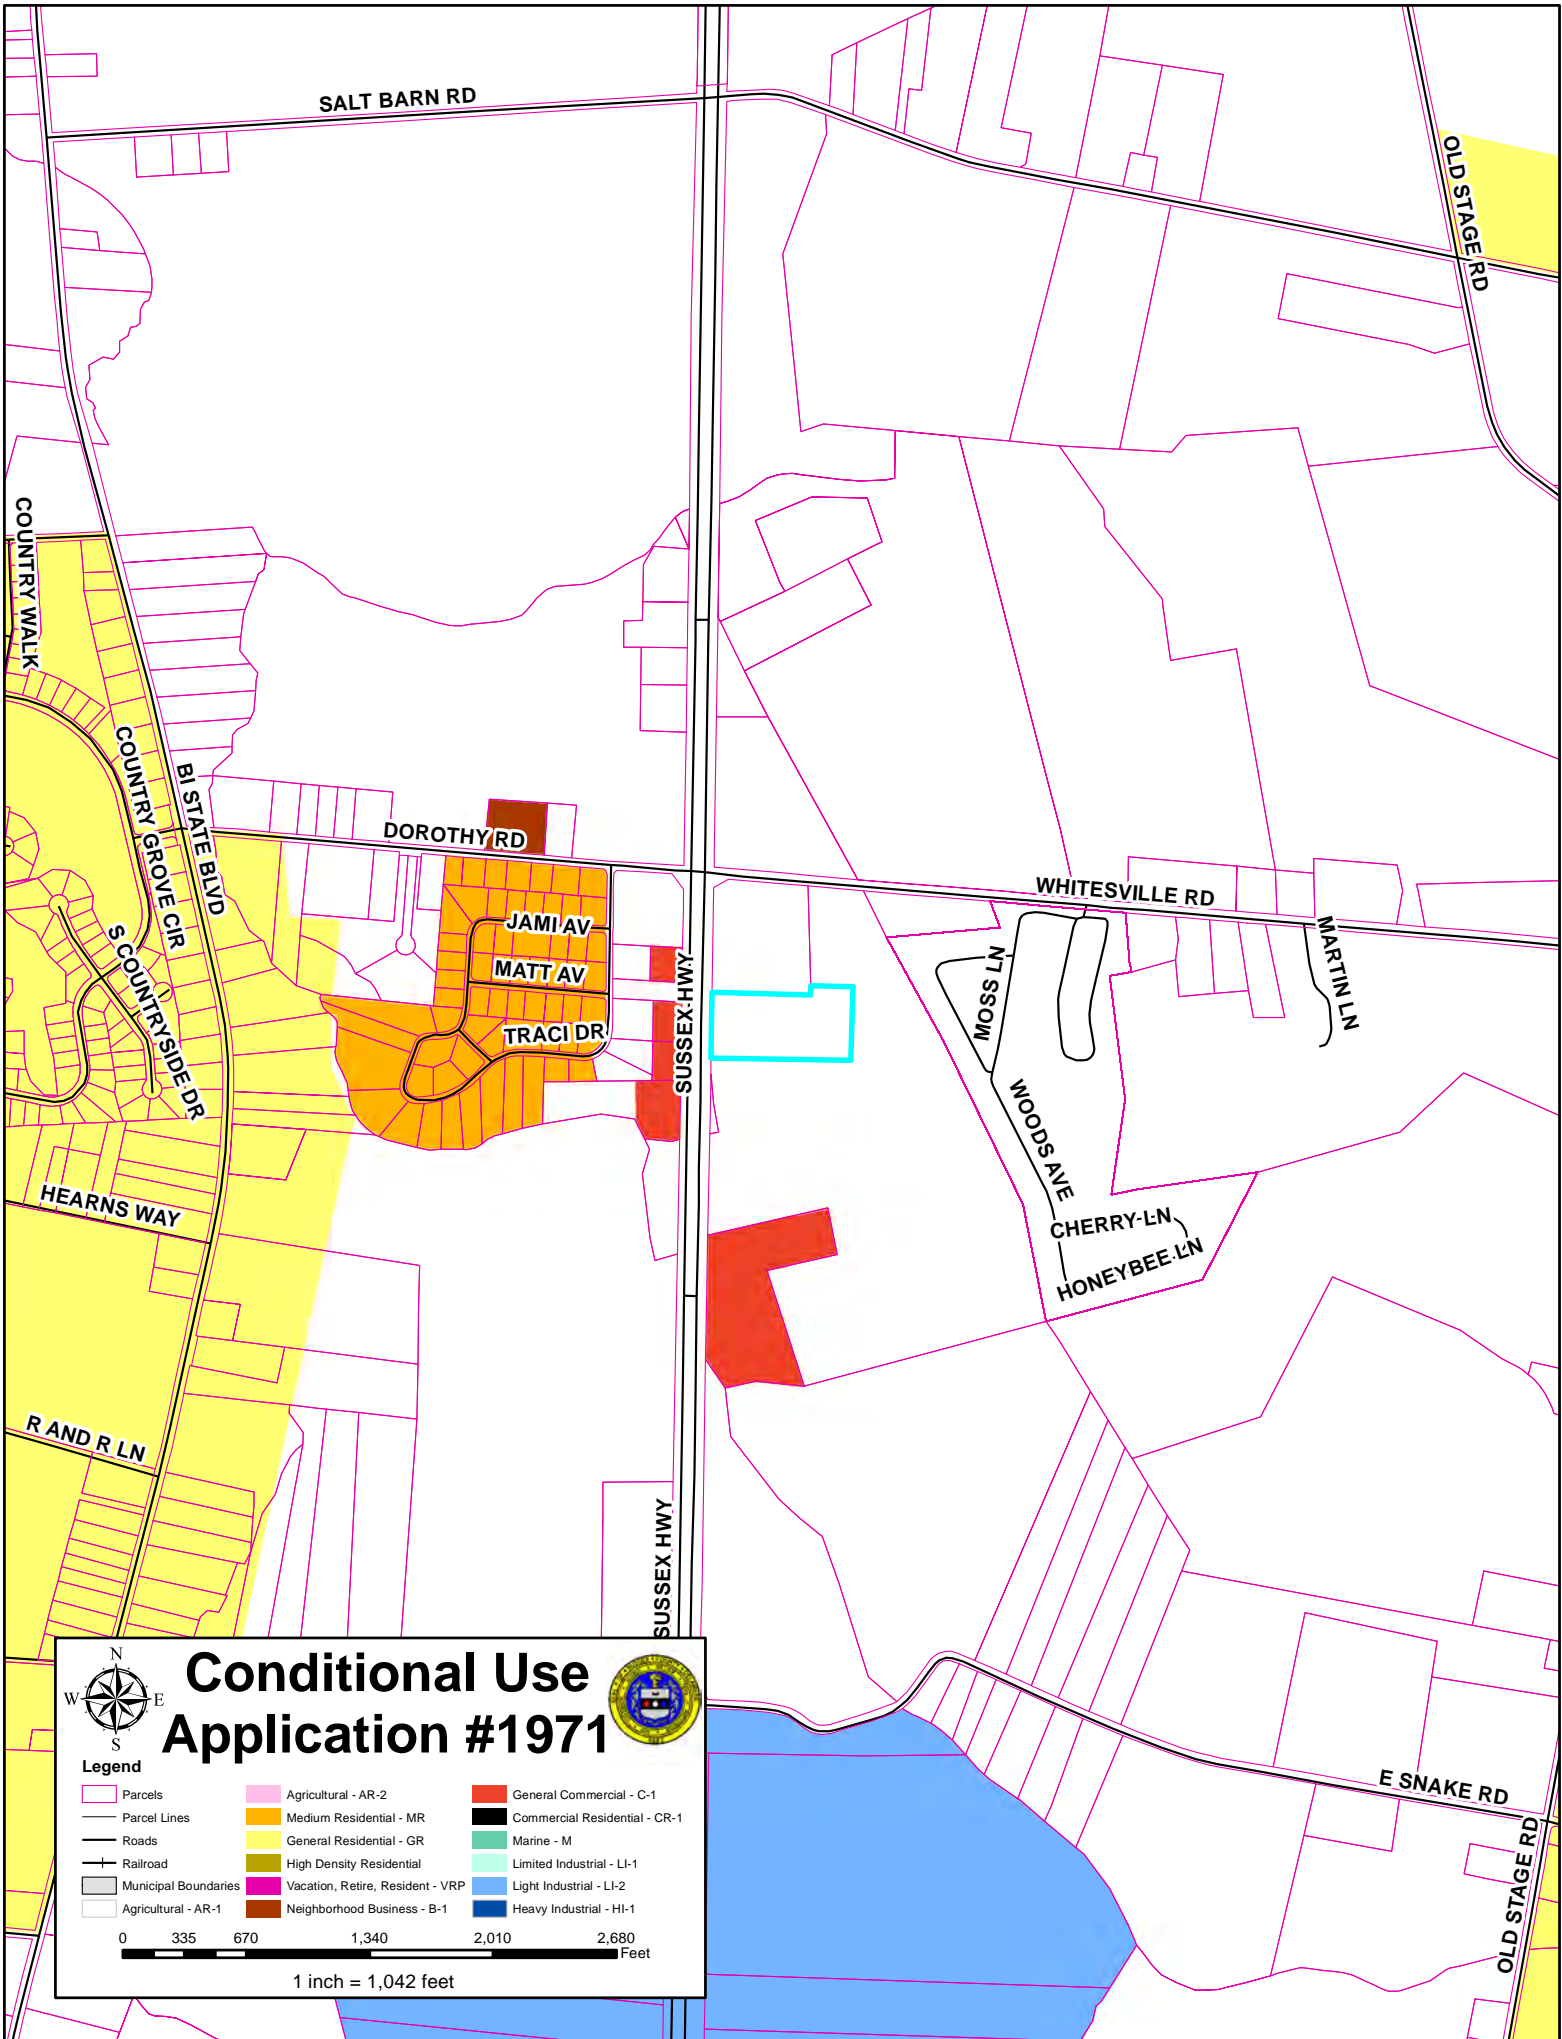 SALT BARN RD
OLD STAGE RD
COUNTRY WALK
COUNTRY GROVE CIR
BI STATE BLVD
DOROTHY RD
WHITESVILLE RD
JAMI AV
MATT AV
TRACI DR
SUSSEX HWY
MOSS LN
MARTIN LN
S COUNTRYSIDE DR
WOODS AVE
HEARNS WAY
CHERRY LN
HONEYBEE LN
R AND R LN
SUSSEX HWY
E SNAKE RD
OLD STAGE RD
N
W E
S
Conditional Use
Application #1971
Legend
Parcels
Parcel Lines
Roads
Railroad
Municipal Boundaries
Agricultural - AR-1
Agricultural - AR-2
Medium Residential - MR
General Residential - GR
High Density Residential
Vacation, Retire, Resident - VRP
Neighborhood Business - B-1
General Commercial - C-1
Commercial Residential - CR-1
Marine - M
Limited Industrial - LI-1
Light Industrial - LI-2
Heavy Industrial - HI-1
0 335 670 1,340 2,010 2,680
Feet
1 inch = 1,042 feet